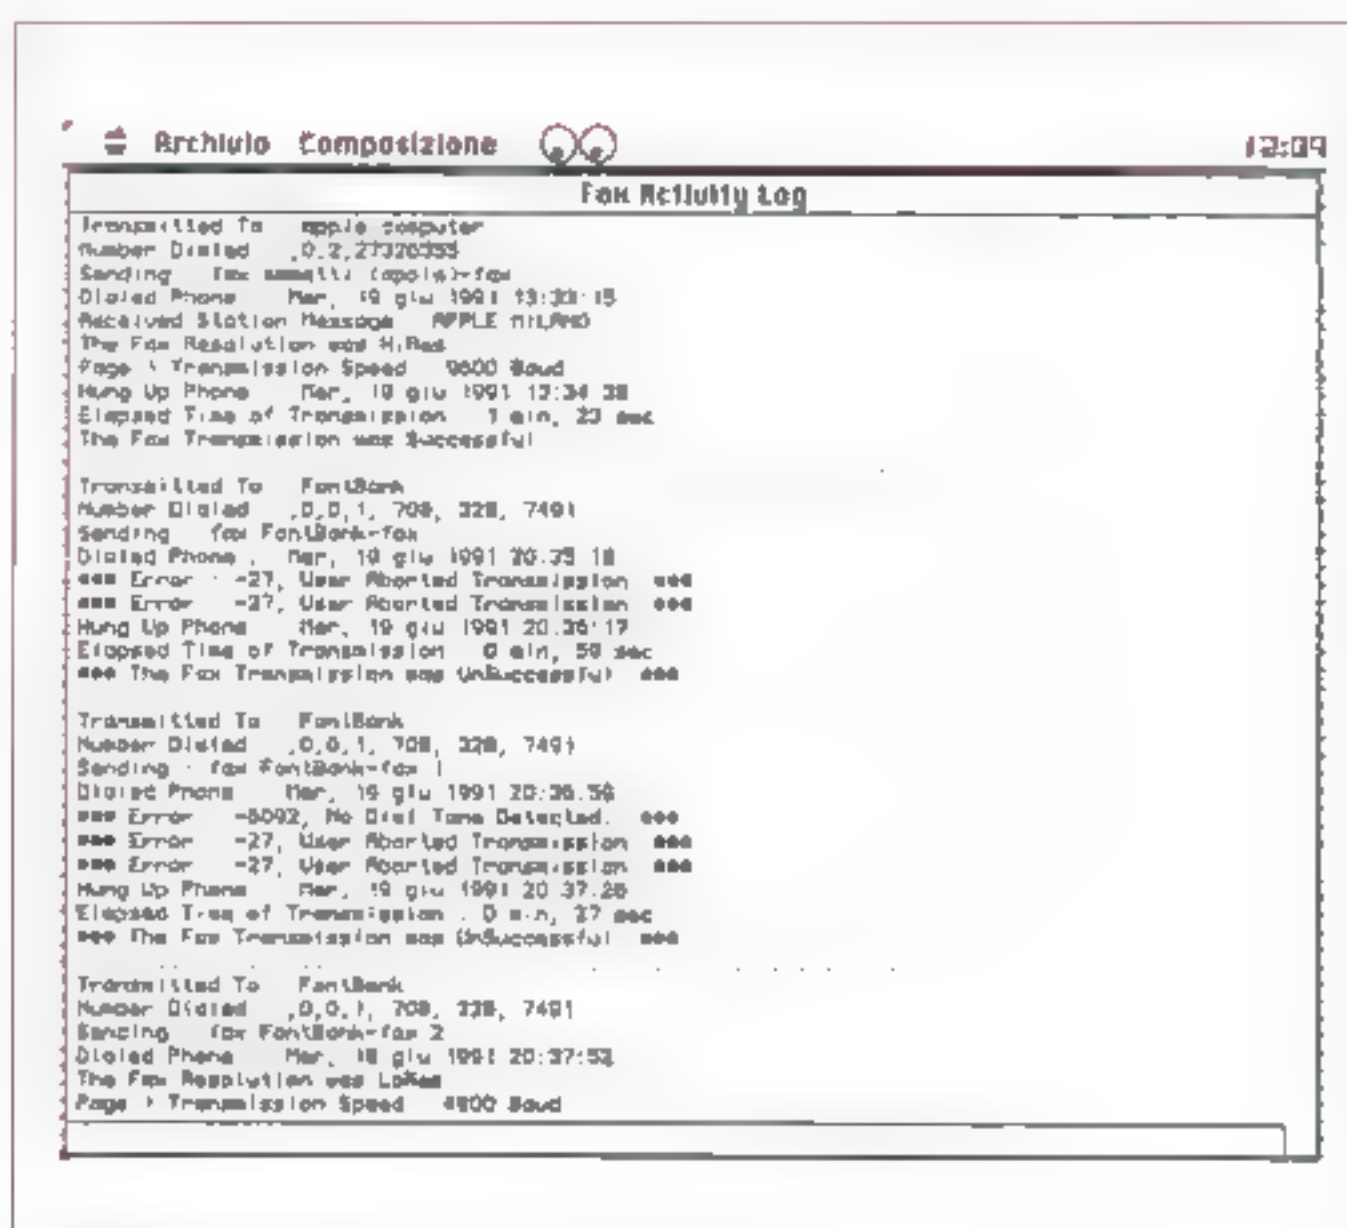 Archivio Composizione 12:09
Fax Activity Log
Transmitted To apple computer
Number Dialed ,0,2,27326555
Sending fax (apple)-fax
Dialed Phone Mer, 19 giu 1991 13:33:15
Received Station Message APPLE MILANO
The Fax Resolution was HiRes
Page 1 Transmission Speed 9600 Baud
Hung Up Phone Mer, 19 giu 1991 13:34:38
Elapsed Time of Transmission 1 min, 23 sec
The Fax Transmission was Successful
Transmitted To FontBank
Number Dialed ,0,0,1, 708, 328, 7491
Sending fax FontBank-fax
Dialed Phone Mer, 19 giu 1991 20:35:18
*** Error -27, User Aborted Transmission ***
*** Error -27, User Aborted Transmission ***
Hung Up Phone Mer, 19 giu 1991 20:36:17
Elapsed Time of Transmission 0 min, 59 sec
*** The Fax Transmission was UnSuccessful ***
Transmitted To FontBank
Number Dialed ,0,0,1, 708, 328, 7491
Sending fax FontBank-fax 1
Dialed Phone Mer, 19 giu 1991 20:36:59
*** Error -8092, No Dial Tone Detected. ***
*** Error -27, User Aborted Transmission ***
*** Error -27, User Aborted Transmission ***
Hung Up Phone Mer, 19 giu 1991 20:37:26
Elapsed Time of Transmission 0 min, 27 sec
*** The Fax Transmission was UnSuccessful ***
Transmitted To FontBank
Number Dialed ,0,0,1, 708, 328, 7491
Sending fax FontBank-fax 2
Dialed Phone Mer, 19 giu 1991 20:37:52
The Fax Resolution was LoRes
Page 1 Transmission Speed 4800 Baud